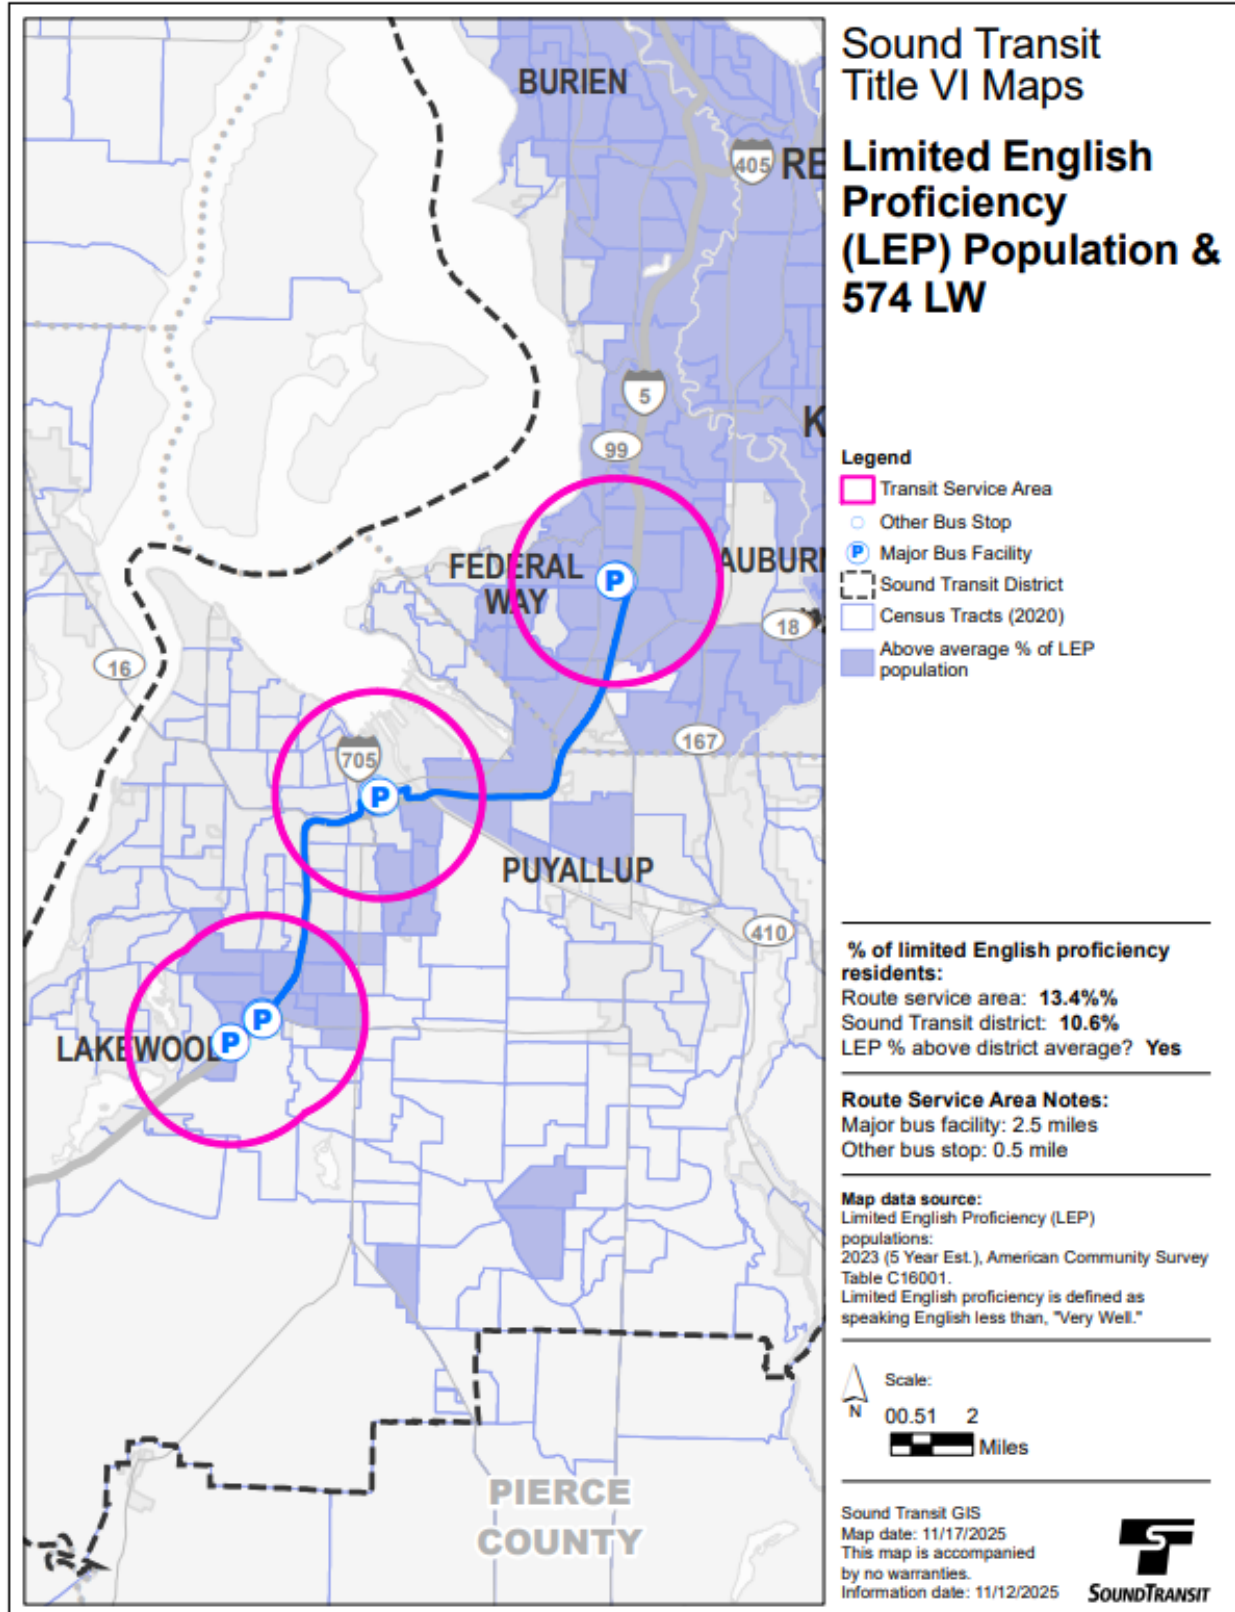 Sound Transit
Title VI Maps
Limited English
Proficiency
(LEP) Population &
574 LW
Legend
Transit Service Area
Other Bus Stop
P
Major Bus Facility
Sound Transit District
Census Tracts (2020)
Above average % of LEP
population
% of limited English proficiency
residents:
Route service area: 13.4%%
Sound Transit district: 10.6%
LEP % above district average? Yes
Route Service Area Notes:
Major bus facility: 2.5 miles
Other bus stop: 0.5 mile
Map data source:
Limited English Proficiency (LEP)
populations:
2023 (5 Year Est.), American Community Survey
Table C16001.
Limited English proficiency is defined as
speaking English less than, "Very Well."
N
Scale:
00.51 2
Miles
Sound Transit GIS
Map date: 11/17/2025
This map is accompanied
by no warranties.
Information date: 11/12/2025
SOUNDTRANSIT
BURIEN
405
RE
5
99
K
FEDERAL
WAY
P
AUBURN
18
16
167
705
P
PUYALLUP
410
LAKEWOOD
P
P
PIERCE
COUNTY